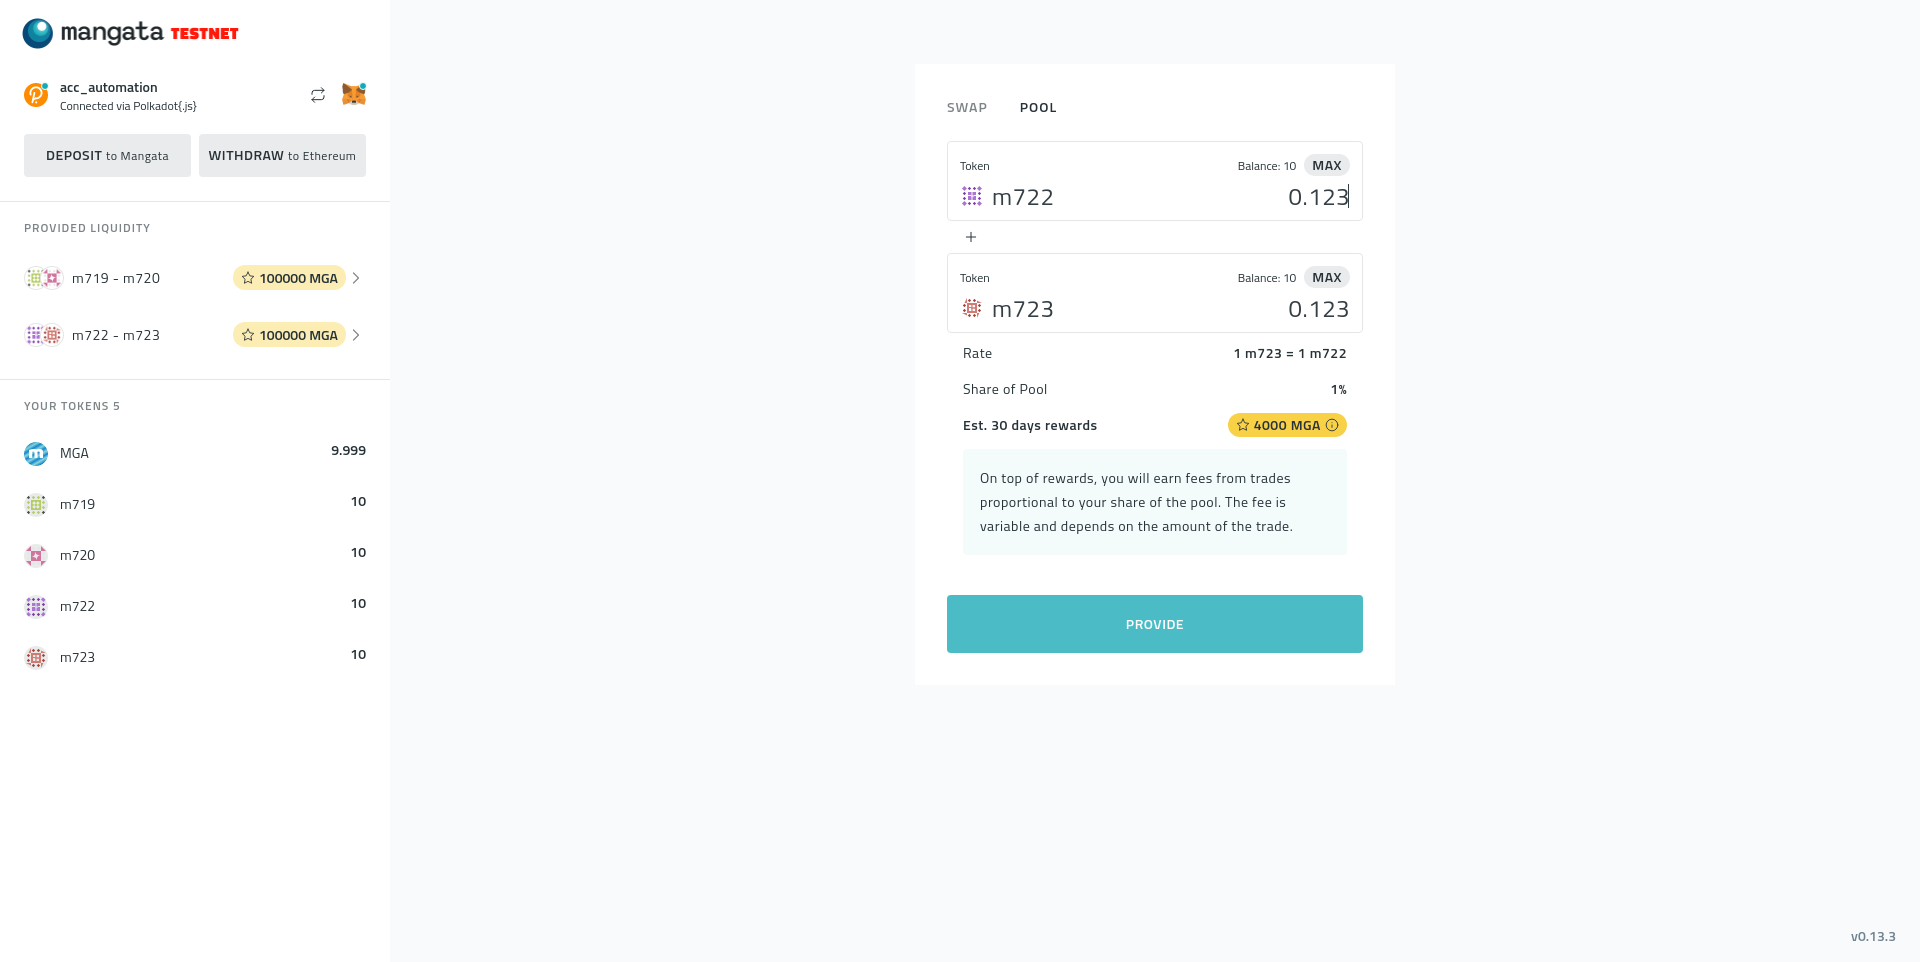 mangata TESTNET
acc_automation
Connected via Polkadot{.js}
DEPOSIT to Mangata
WITHDRAW to Ethereum
PROVIDED LIQUIDITY
m719 - m720
100000 MGA
m722 - m723
100000 MGA
YOUR TOKENS 5
MGA
9.999
m719
10
m720
10
m722
10
m723
10
SWAP
POOL
Token
Balance: 10
MAX
m722
0.123
+
Token
Balance: 10
MAX
m723
0.123
Rate
1 m723 = 1 m722
Share of Pool
1%
Est. 30 days rewards
4000 MGA
On top of rewards, you will earn fees from trades
proportional to your share of the pool. The fee is
variable and depends on the amount of the trade.
PROVIDE
v0.13.3